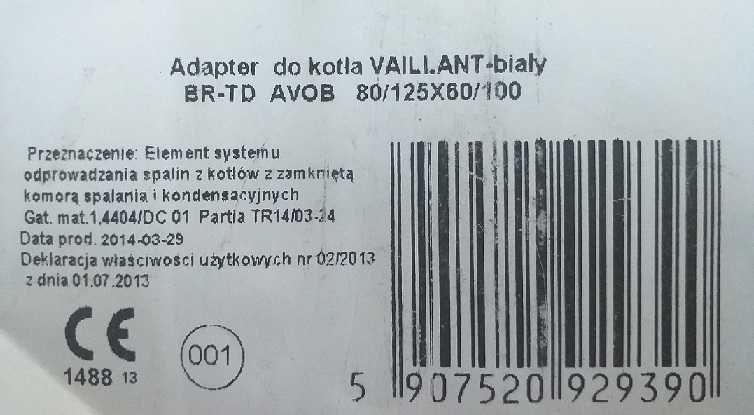 Adapter do kotla VAILLANT-bialy
BR-TD AVOB 80/125X60/100
Przeznaczenie: Element systemu
odprowadzania spalin z kotłów z zamkniętą
komorą spalania i kondensacyjnych
Gat. mat.1,4404/DC 01 Partia TR14/03-24
Data prod. 2014-03-29
Deklaracja właściwości użytkowych nr 02/2013
z dnia 01.07.2013
CE
1488 13
001
5 907520 929390